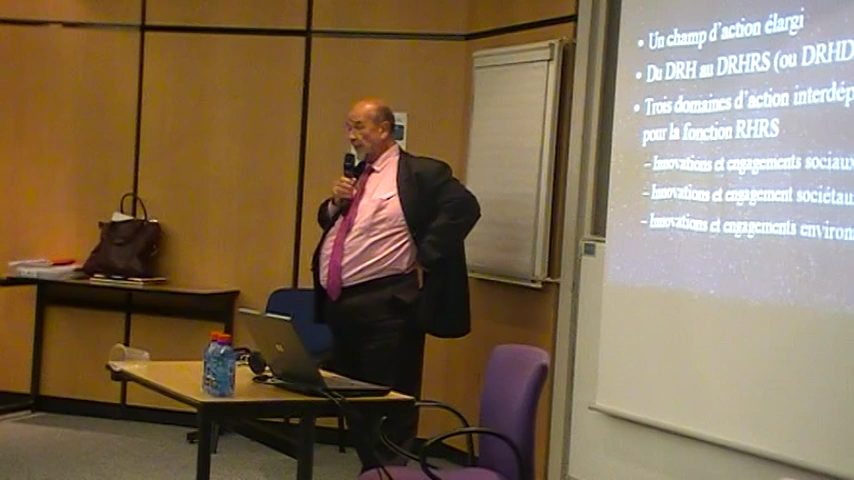 Un champ d'action élargi
Du DRH au DRHRS (ou DRHD
Trois domaines d'action interdép
pour la fonction RHRS
– Innovations et engagements sociaux
– Innovations et engagement sociétau
– Innovations et engagements environ